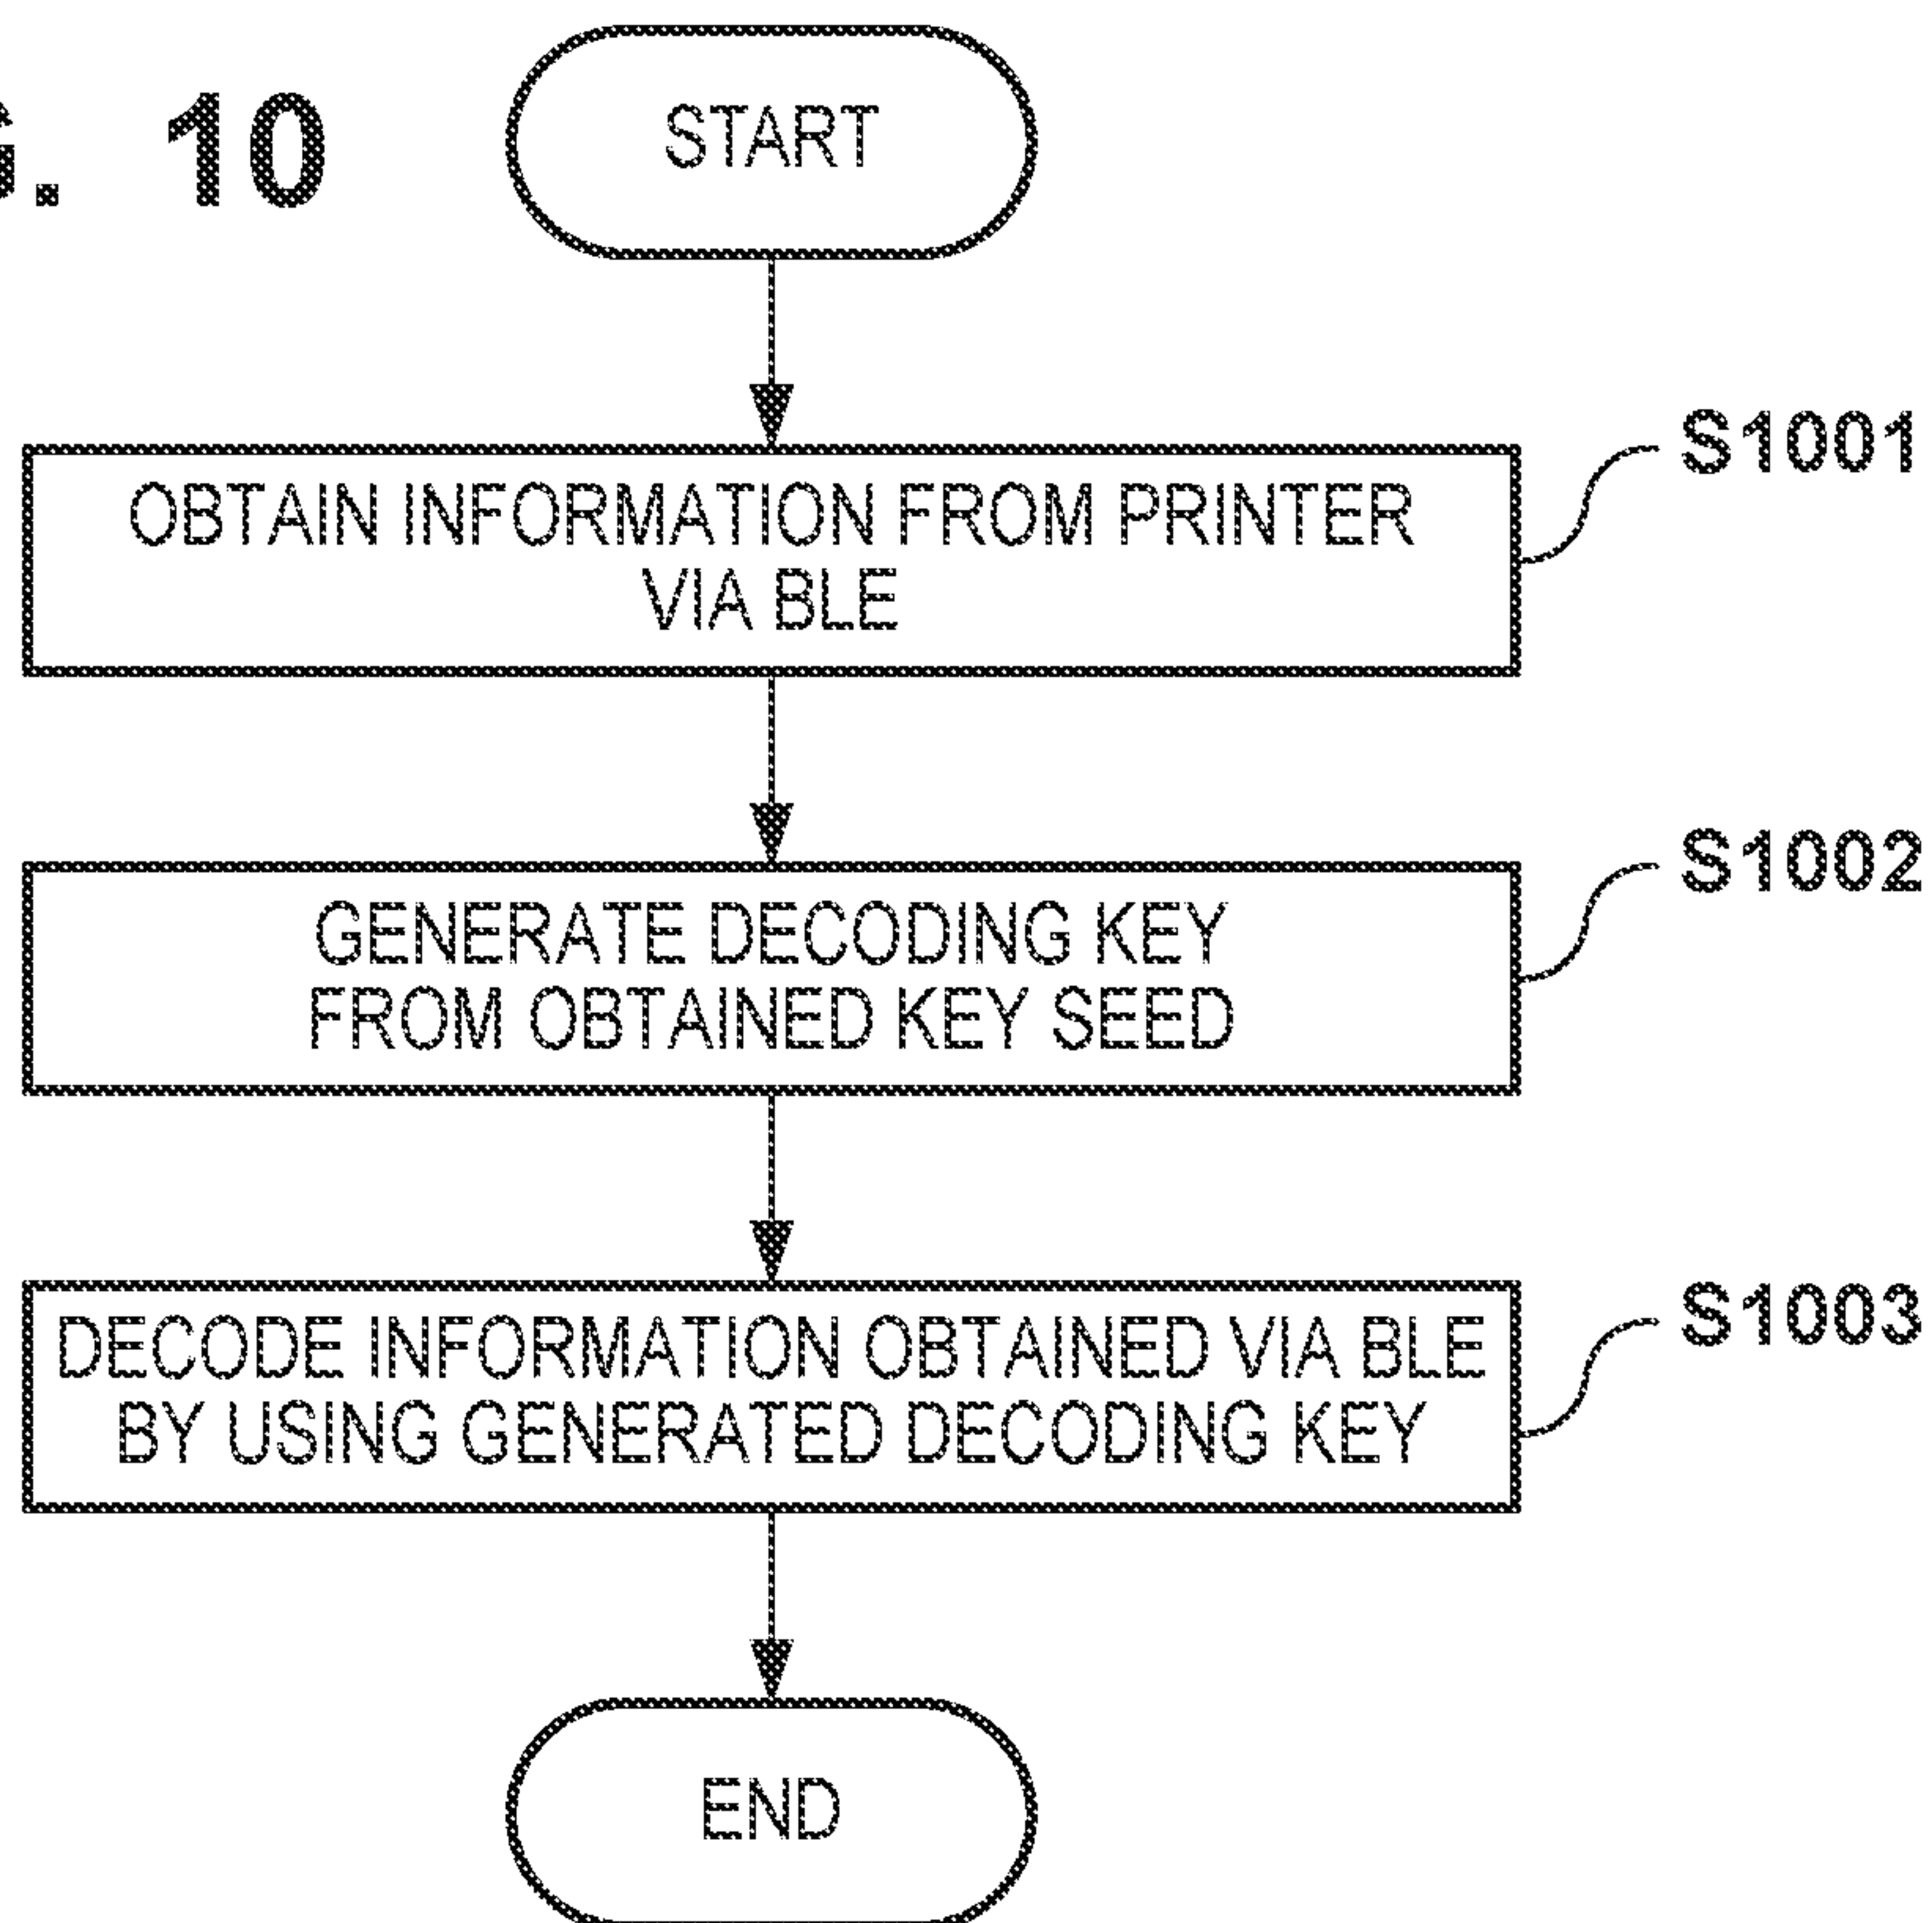 G. 10
START
S1001
OBTAIN INFORMATION FROM PRINTER
VIA BLE
S1002
GENERATE DECODING KEY
FROM OBTAINED KEY SEED
S1003
DECODE INFORMATION OBTAINED VIA BLE
BY USING GENERATED DECODING KEY
END